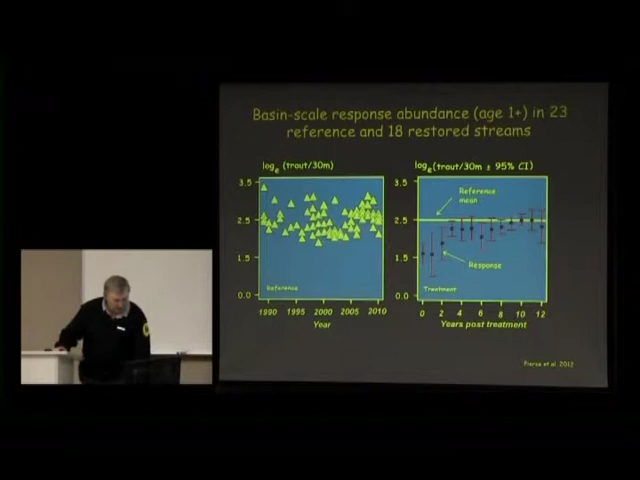 Basin-scale response abundance (age 1+) in 23
reference and 18 restored streams
logₑ (trout/30m)
3.5
2.5
1.5
0.0
Reference
1990 1995 2000 2005 2010
Year
logₑ(trout/30m ± 95% CI)
3.5
2.5
1.5
0.0
Reference
mean
Response
Treatment
0 2 4 6 8 10 12
Years post treatment
Pierce et al. 2012